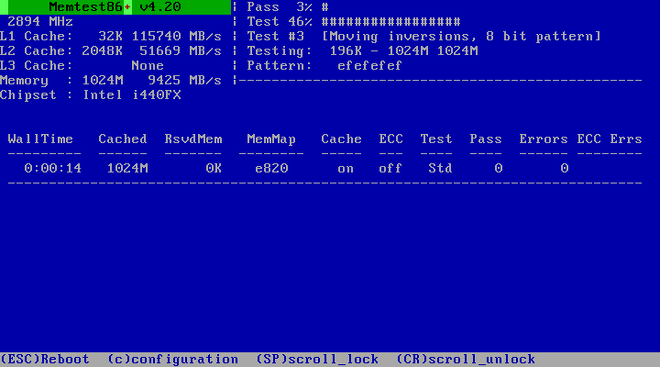 Memtest86+ v4.20 | Pass 3% #
2894 MHz | Test 46% #################
L1 Cache: 32K 115740 MB/s | Test #3 [Moving inversions, 8 bit pattern]
L2 Cache: 2048K 51669 MB/s | Testing: 196K - 1024M 1024M
L3 Cache: None | Pattern: efefefef
Memory : 1024M 9425 MB/s |-------------------------------------------------
Chipset : Intel i440FX
WallTime Cached RsvdMem MemMap Cache ECC Test Pass Errors ECC Errs
--------- ------ ------- -------- ----- --- ---- ---- ------ --------
0:00:14 1024M 0K e820 on off Std 0 0
-----------------------------------------------------------------------------
(ESC)Reboot (c)configuration (SP)scroll_lock (CR)scroll_unlock